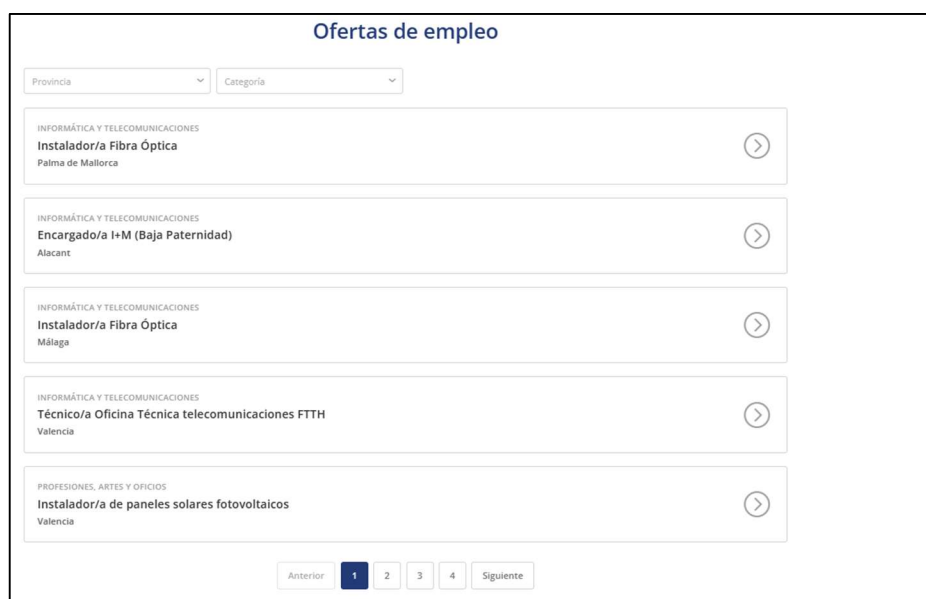 Ofertas de empleo
Provincia
Categoría
INFORMÁTICA Y TELECOMUNICACIONES
Instalador/a Fibra Óptica
Palma de Mallorca
INFORMÁTICA Y TELECOMUNICACIONES
Encargado/a I+M (Baja Paternidad)
Alacant
INFORMÁTICA Y TELECOMUNICACIONES
Instalador/a Fibra Óptica
Málaga
INFORMÁTICA Y TELECOMUNICACIONES
Técnico/a Oficina Técnica telecomunicaciones FTTH
Valencia
PROFESIONES, ARTES Y OFICIOS
Instalador/a de paneles solares fotovoltaicos
Valencia
Anterior 1 2 3 4 Siguiente